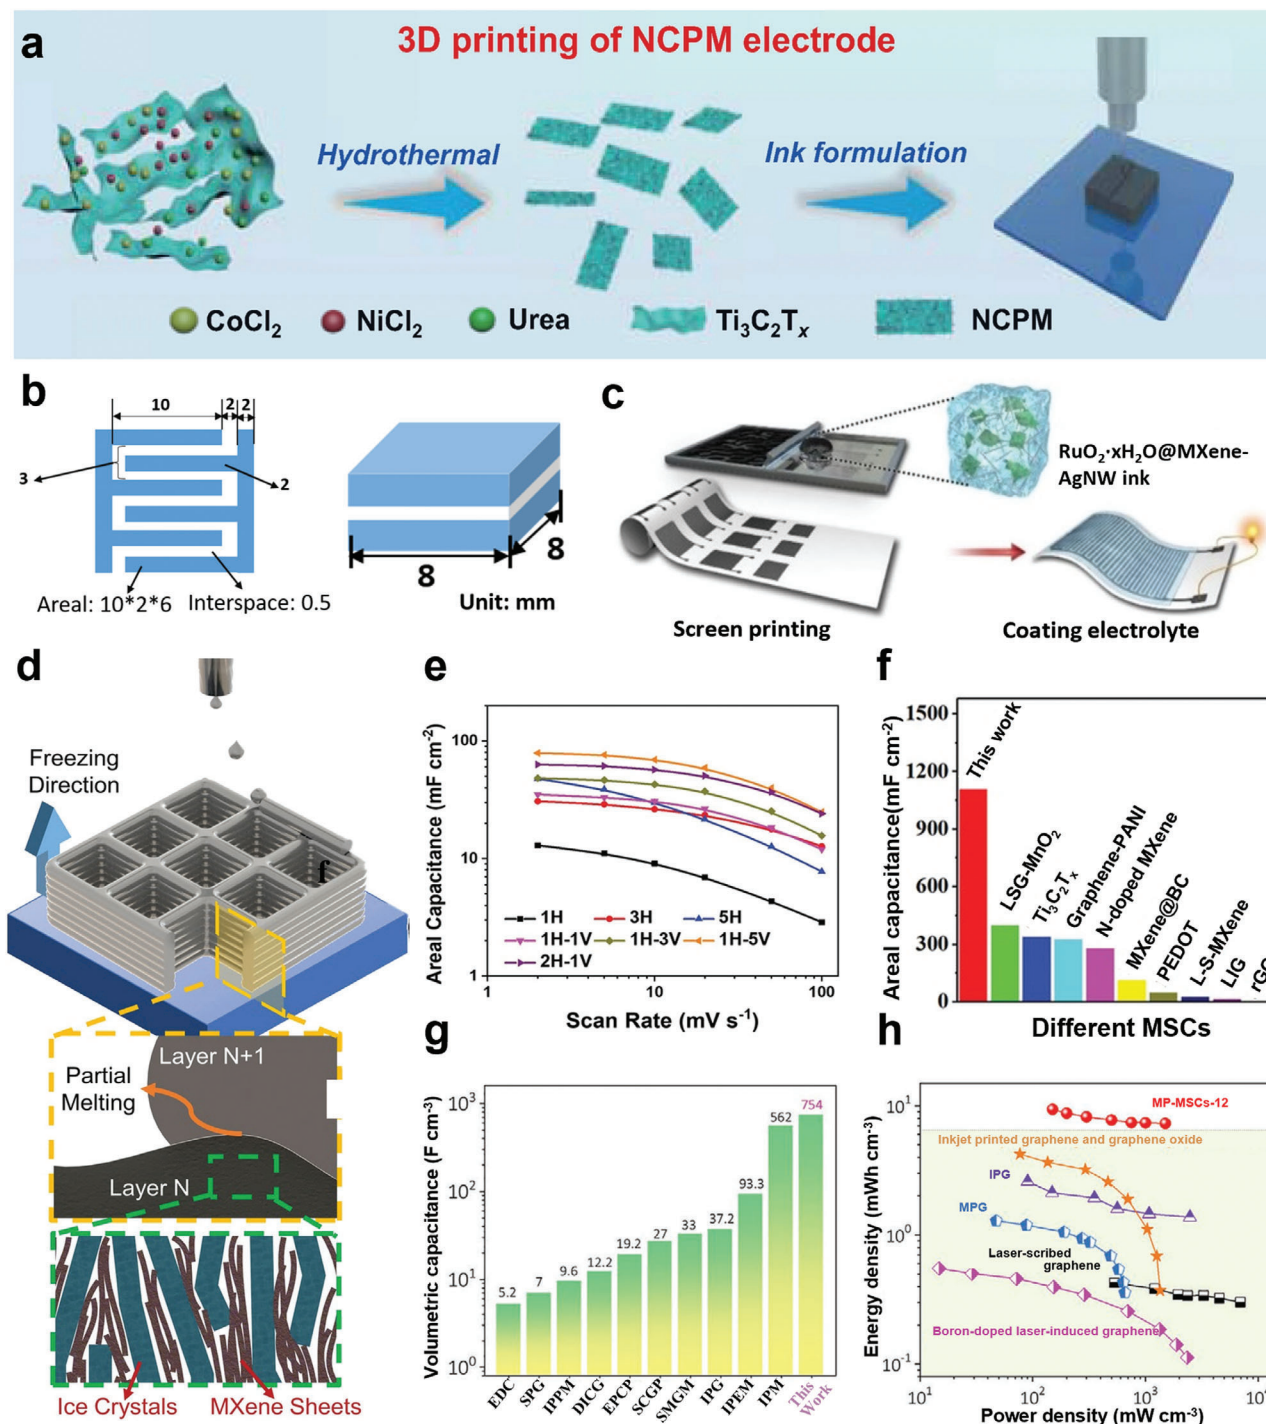 a
3D printing of NCPM electrode
Hydrothermal
Ink formulation
CoCl₂
NiCl₂
Urea
Ti₃C₂Tₓ
NCPM
b
10
2
2
3
2
Areal: 10*2*6
Interspace: 0.5
8
8
Unit: mm
c
RuO₂·xH₂O@MXene-
AgNW ink
Screen printing
Coating electrolyte
d
Freezing
Direction
f
Layer N+1
Partial
Melting
Layer N
Ice Crystals
MXene Sheets
e
Areal Capacitance (mF cm⁻²)
100
10
1
1H
3H
5H
1H-1V
1H-3V
1H-5V
2H-1V
1
10
100
Scan Rate (mV s⁻¹)
f
Areal capacitance(mF cm⁻²)
1500
1200
900
600
300
0
This work
LSG-MnO₂
Ti₃C₂Tₓ
Graphene-PANI
N-doped MXene
MXene@BC
PEDOT
L-S-MXene
LIG
Different MSCs
g
Volumetric capacitance (F cm⁻³)
10³
10²
10¹
10⁰
5.2
7
9.6
12.2
19.2
27
33
37.2
93.3
562
754
EDC
SPG
IPPM
DICG
EPCP
SCGP
SMGM
IPG
IPEM
IPM
This
Work
h
Energy density (mWh cm⁻³)
10¹
10⁰
10⁻¹
MP-MSCs-12
Inkjet printed graphene and graphene oxide
IPG
MPG
Laser-scribed
graphene
Boron-doped laser-induced graphene
10¹
10²
10³
10⁴
Power density (mW cm⁻³)